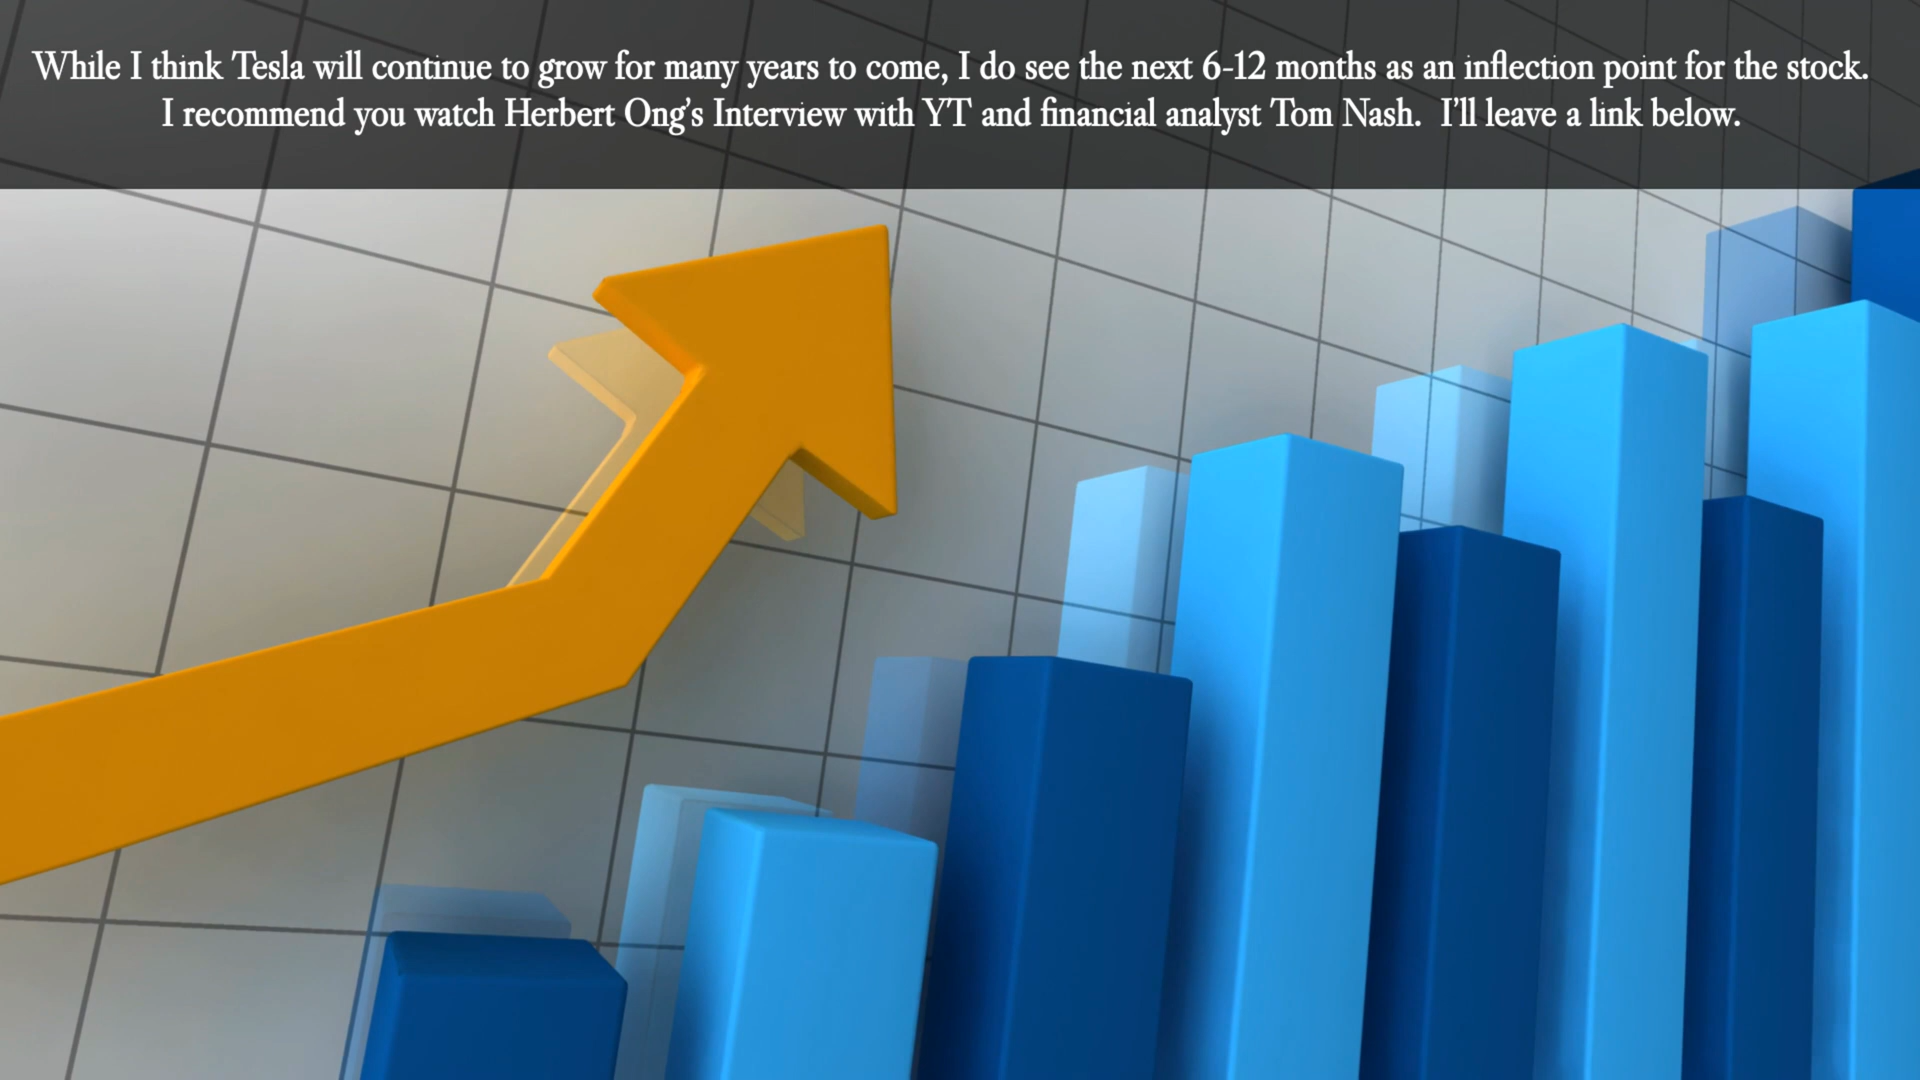 While I think Tesla will continue to grow for many years to come, I do see the next 6-12 months as an inflection point for the stock.
I recommend you watch Herbert Ong's Interview with YT and financial analyst Tom Nash.  I'll leave a link below.